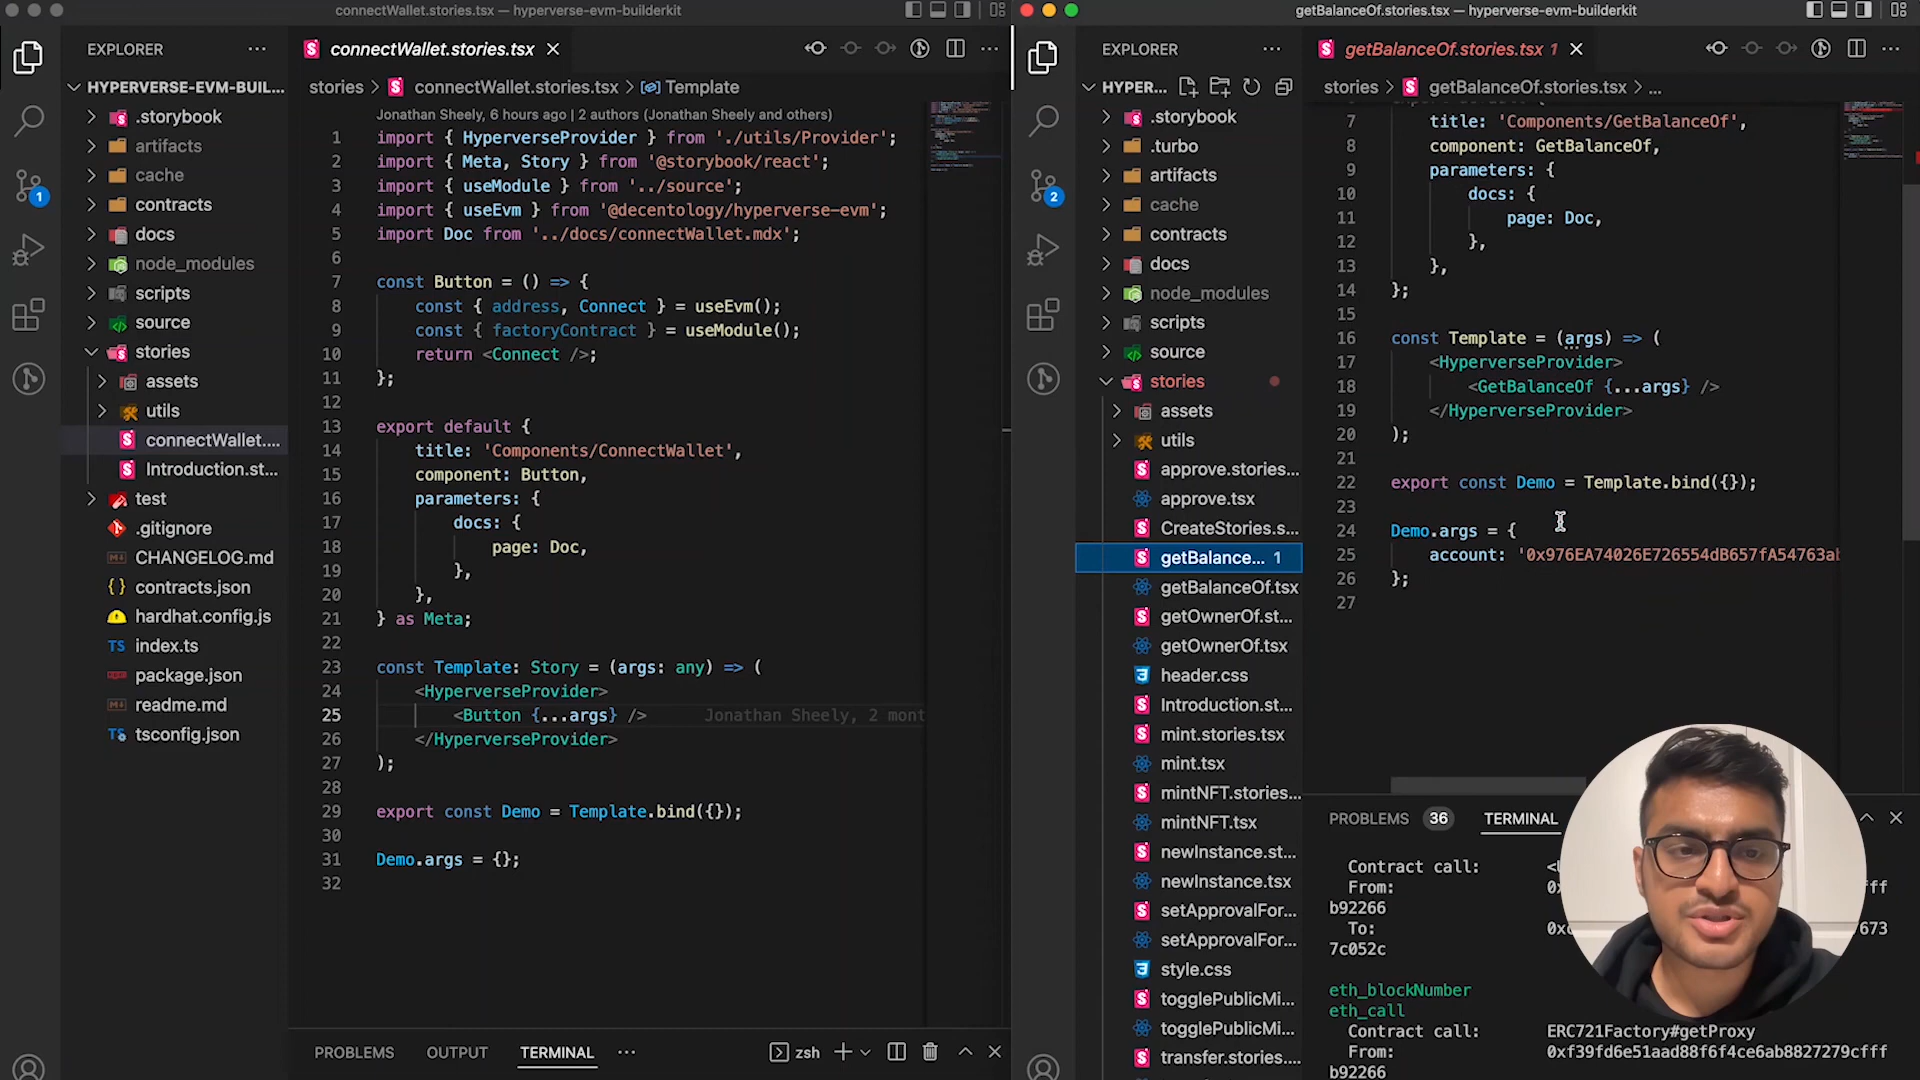 connectWallet.stories.tsx — hyperverse-evm-builderkit
EXPLORER
HYPERVERSE-EVM-BUIL...
.storybook
artifacts
cache
contracts
docs
node_modules
scripts
source
stories
assets
utils
connectWallet....
Introduction.st...
test
.gitignore
CHANGELOG.md
contracts.json
hardhat.config.js
index.ts
package.json
readme.md
tsconfig.json
1
connectWallet.stories.tsx
stories > connectWallet.stories.tsx > Template
Jonathan Sheely, 6 hours ago | 2 authors (Jonathan Sheely and others)
1 import { HyperverseProvider } from './utils/Provider';
2 import { Meta, Story } from '@storybook/react';
3 import { useModule } from '../source';
4 import { useEvm } from '@decentology/hyperverse-evm';
5 import Doc from '../docs/connectWallet.mdx';
6
7 const Button = () => {
8 const { address, Connect } = useEvm();
9 const { factoryContract } = useModule();
10 return <Connect />;
11 };
12
13 export default {
14 title: 'Components/ConnectWallet',
15 component: Button,
16 parameters: {
17 docs: {
18 page: Doc,
19 },
20 },
21 } as Meta;
22
23 const Template: Story = (args: any) => (
24 <HyperverseProvider>
25 <Button {...args} /> Jonathan Sheely, 2 mont
26 </HyperverseProvider>
27 );
28
29 export const Demo = Template.bind({});
30
31 Demo.args = {};
32
PROBLEMS OUTPUT TERMINAL ... zsh
getBalanceOf.stories.tsx — hyperverse-evm-builderkit
EXPLORER
HYPER...
.storybook
.turbo
artifacts
cache
contracts
docs
node_modules
scripts
source
stories
assets
utils
approve.stories...
approve.tsx
CreateStories.s...
getBalance... 1
getBalanceOf.tsx
getOwnerOf.st...
getOwnerOf.tsx
header.css
Introduction.st...
mint.stories.tsx
mint.tsx
mintNFT.stories...
mintNFT.tsx
newInstance.st...
newInstance.tsx
setApprovalFor...
setApprovalFor...
style.css
togglePublicMi...
togglePublicMi...
transfer.stories....
2
getBalanceOf.stories.tsx 1
stories > getBalanceOf.stories.tsx > ...
7 title: 'Components/GetBalanceOf',
8 component: GetBalanceOf,
9 parameters: {
10 docs: {
11 page: Doc,
12 },
13 },
14 };
15
16 const Template = (args) => (
17 <HyperverseProvider>
18 <GetBalanceOf {...args} />
19 </HyperverseProvider>
20 );
21
22 export const Demo = Template.bind({});
23
24 Demo.args = {
25 account: '0x976EA74026E726554dB657fA54763ab
26 };
27
PROBLEMS 36 TERMINAL
Contract call:
From:
b92266
To:
7c052c
eth_blockNumber
eth_call
Contract call: ERC721Factory#getProxy
From: 0xf39fd6e51aad88f6f4ce6ab8827279cfff
b92266